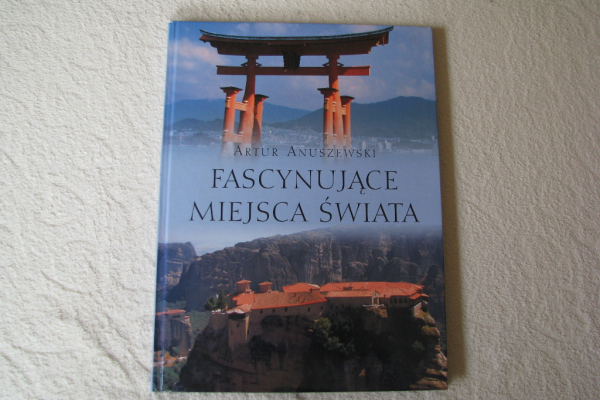 ARTUR ANUSZEWSKI
FASCYNUJĄCE
MIEJSCA ŚWIATA